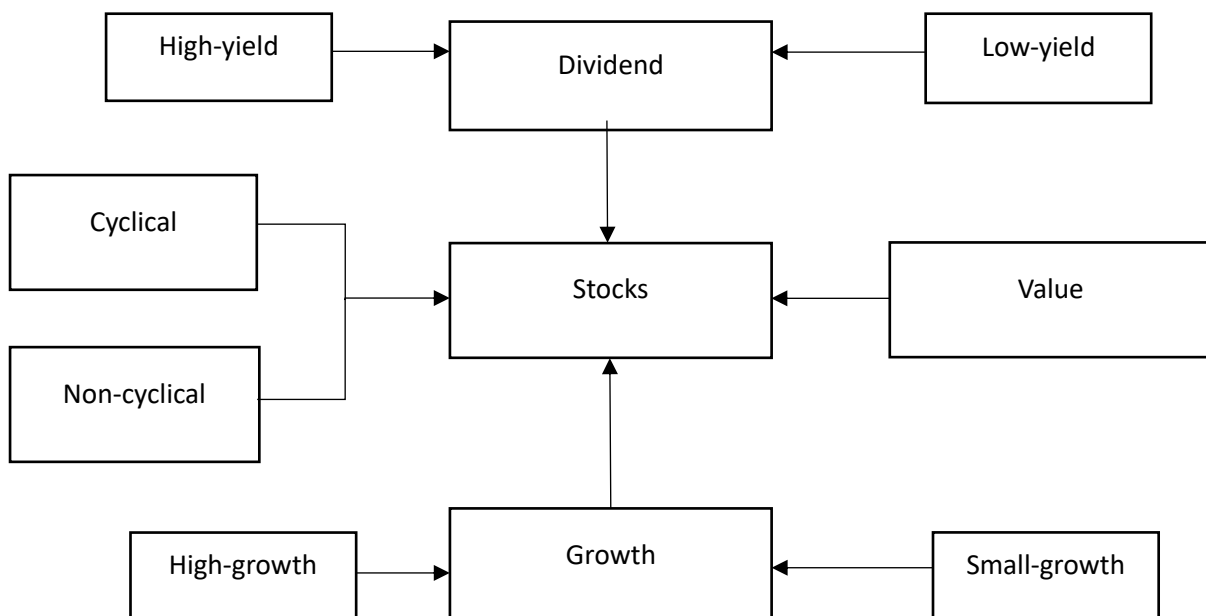 High-yield
Dividend
Low-yield
Cyclical
Stocks
Value
Non-cyclical
High-growth
Growth
Small-growth